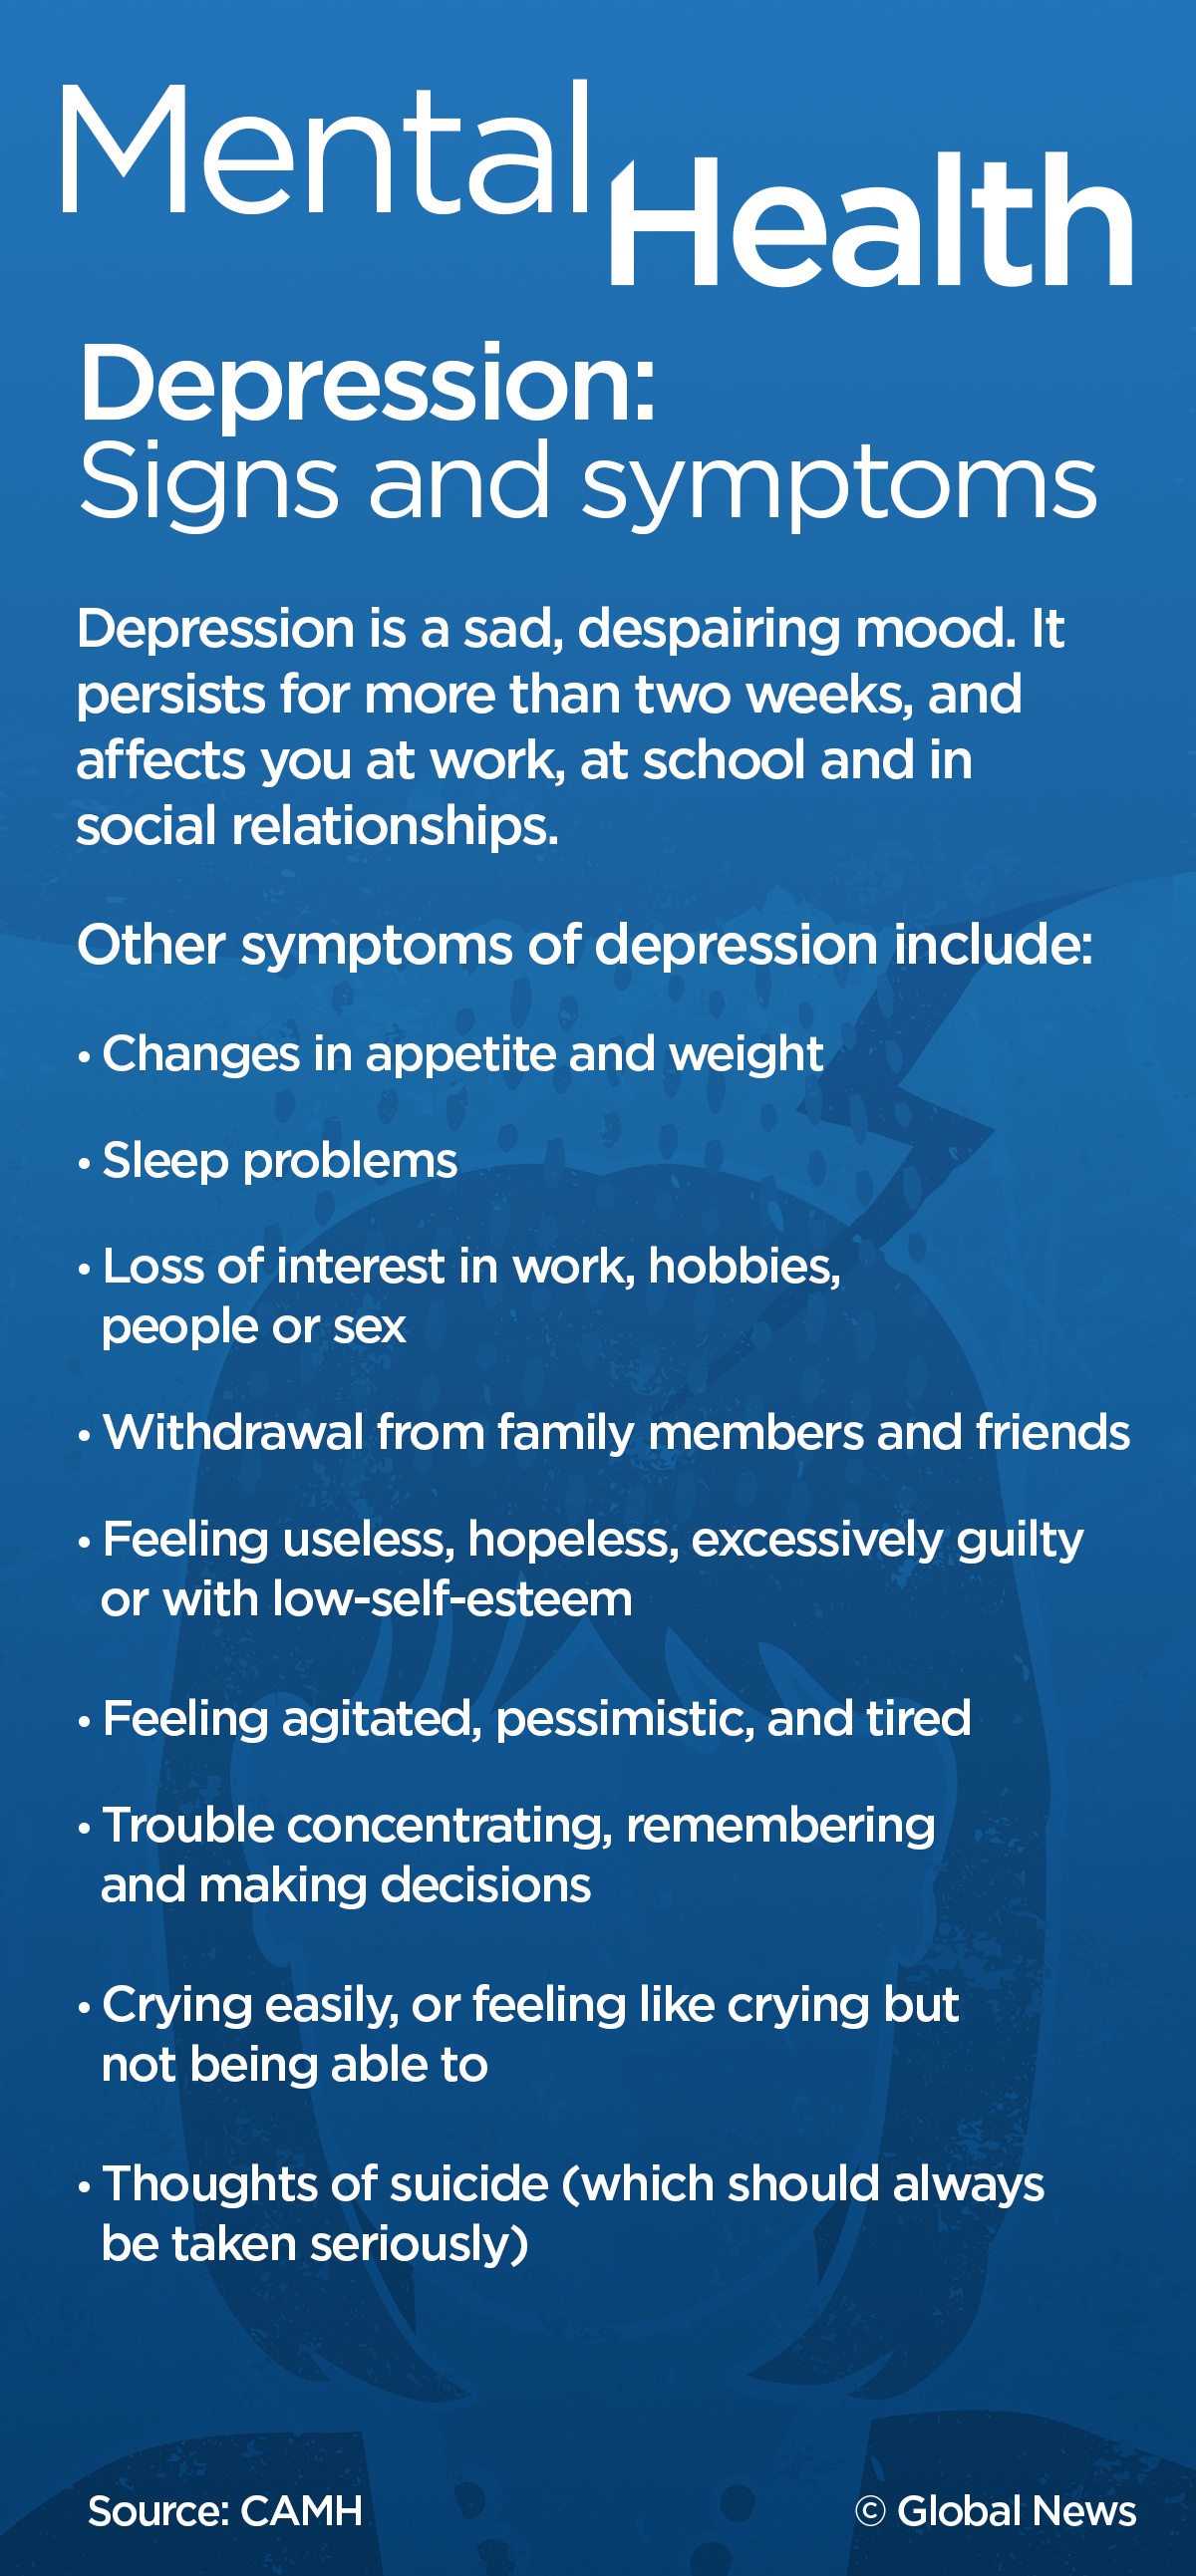 Mental
Health
Depression:
Signs and symptoms
Depression is a sad, despairing mood. It
persists for more than two weeks, and
affects you at work, at school and in
social relationships.
Other symptoms of depression include:
• Changes in appetite and weight
• Sleep problems
• Loss of interest in work, hobbies,
people or sex
• Withdrawal from family members and friends
• Feeling useless, hopeless, excessively guilty
or with low-self-esteem
• Feeling agitated, pessimistic, and tired
• Trouble concentrating, remembering
and making decisions
• Crying easily, or feeling like crying but
not being able to
• Thoughts of suicide (which should always
be taken seriously)
Source: CAMH
© Global News